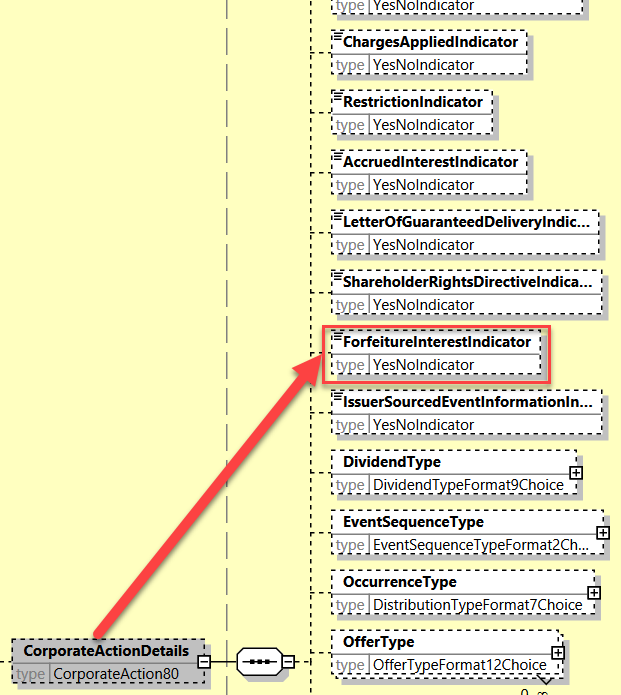 type YesNoIndicator
ChargesAppliedIndicator
type YesNoIndicator
RestrictionIndicator
type YesNoIndicator
AccruedInterestIndicator
type YesNoIndicator
LetterOfGuaranteedDeliveryIndic...
type YesNoIndicator
ShareholderRightsDirectiveIndica...
type YesNoIndicator
ForfeitureInterestIndicator
type YesNoIndicator
IssuerSourcedEventInformationIn...
type YesNoIndicator
DividendType
type DividendTypeFormat9Choice
EventSequenceType
type EventSequenceTypeFormat2Ch...
OccurrenceType
type DistributionTypeFormat7Choice
OfferType
type OfferTypeFormat12Choice
0..∞
CorporateActionDetails
type CorporateAction80